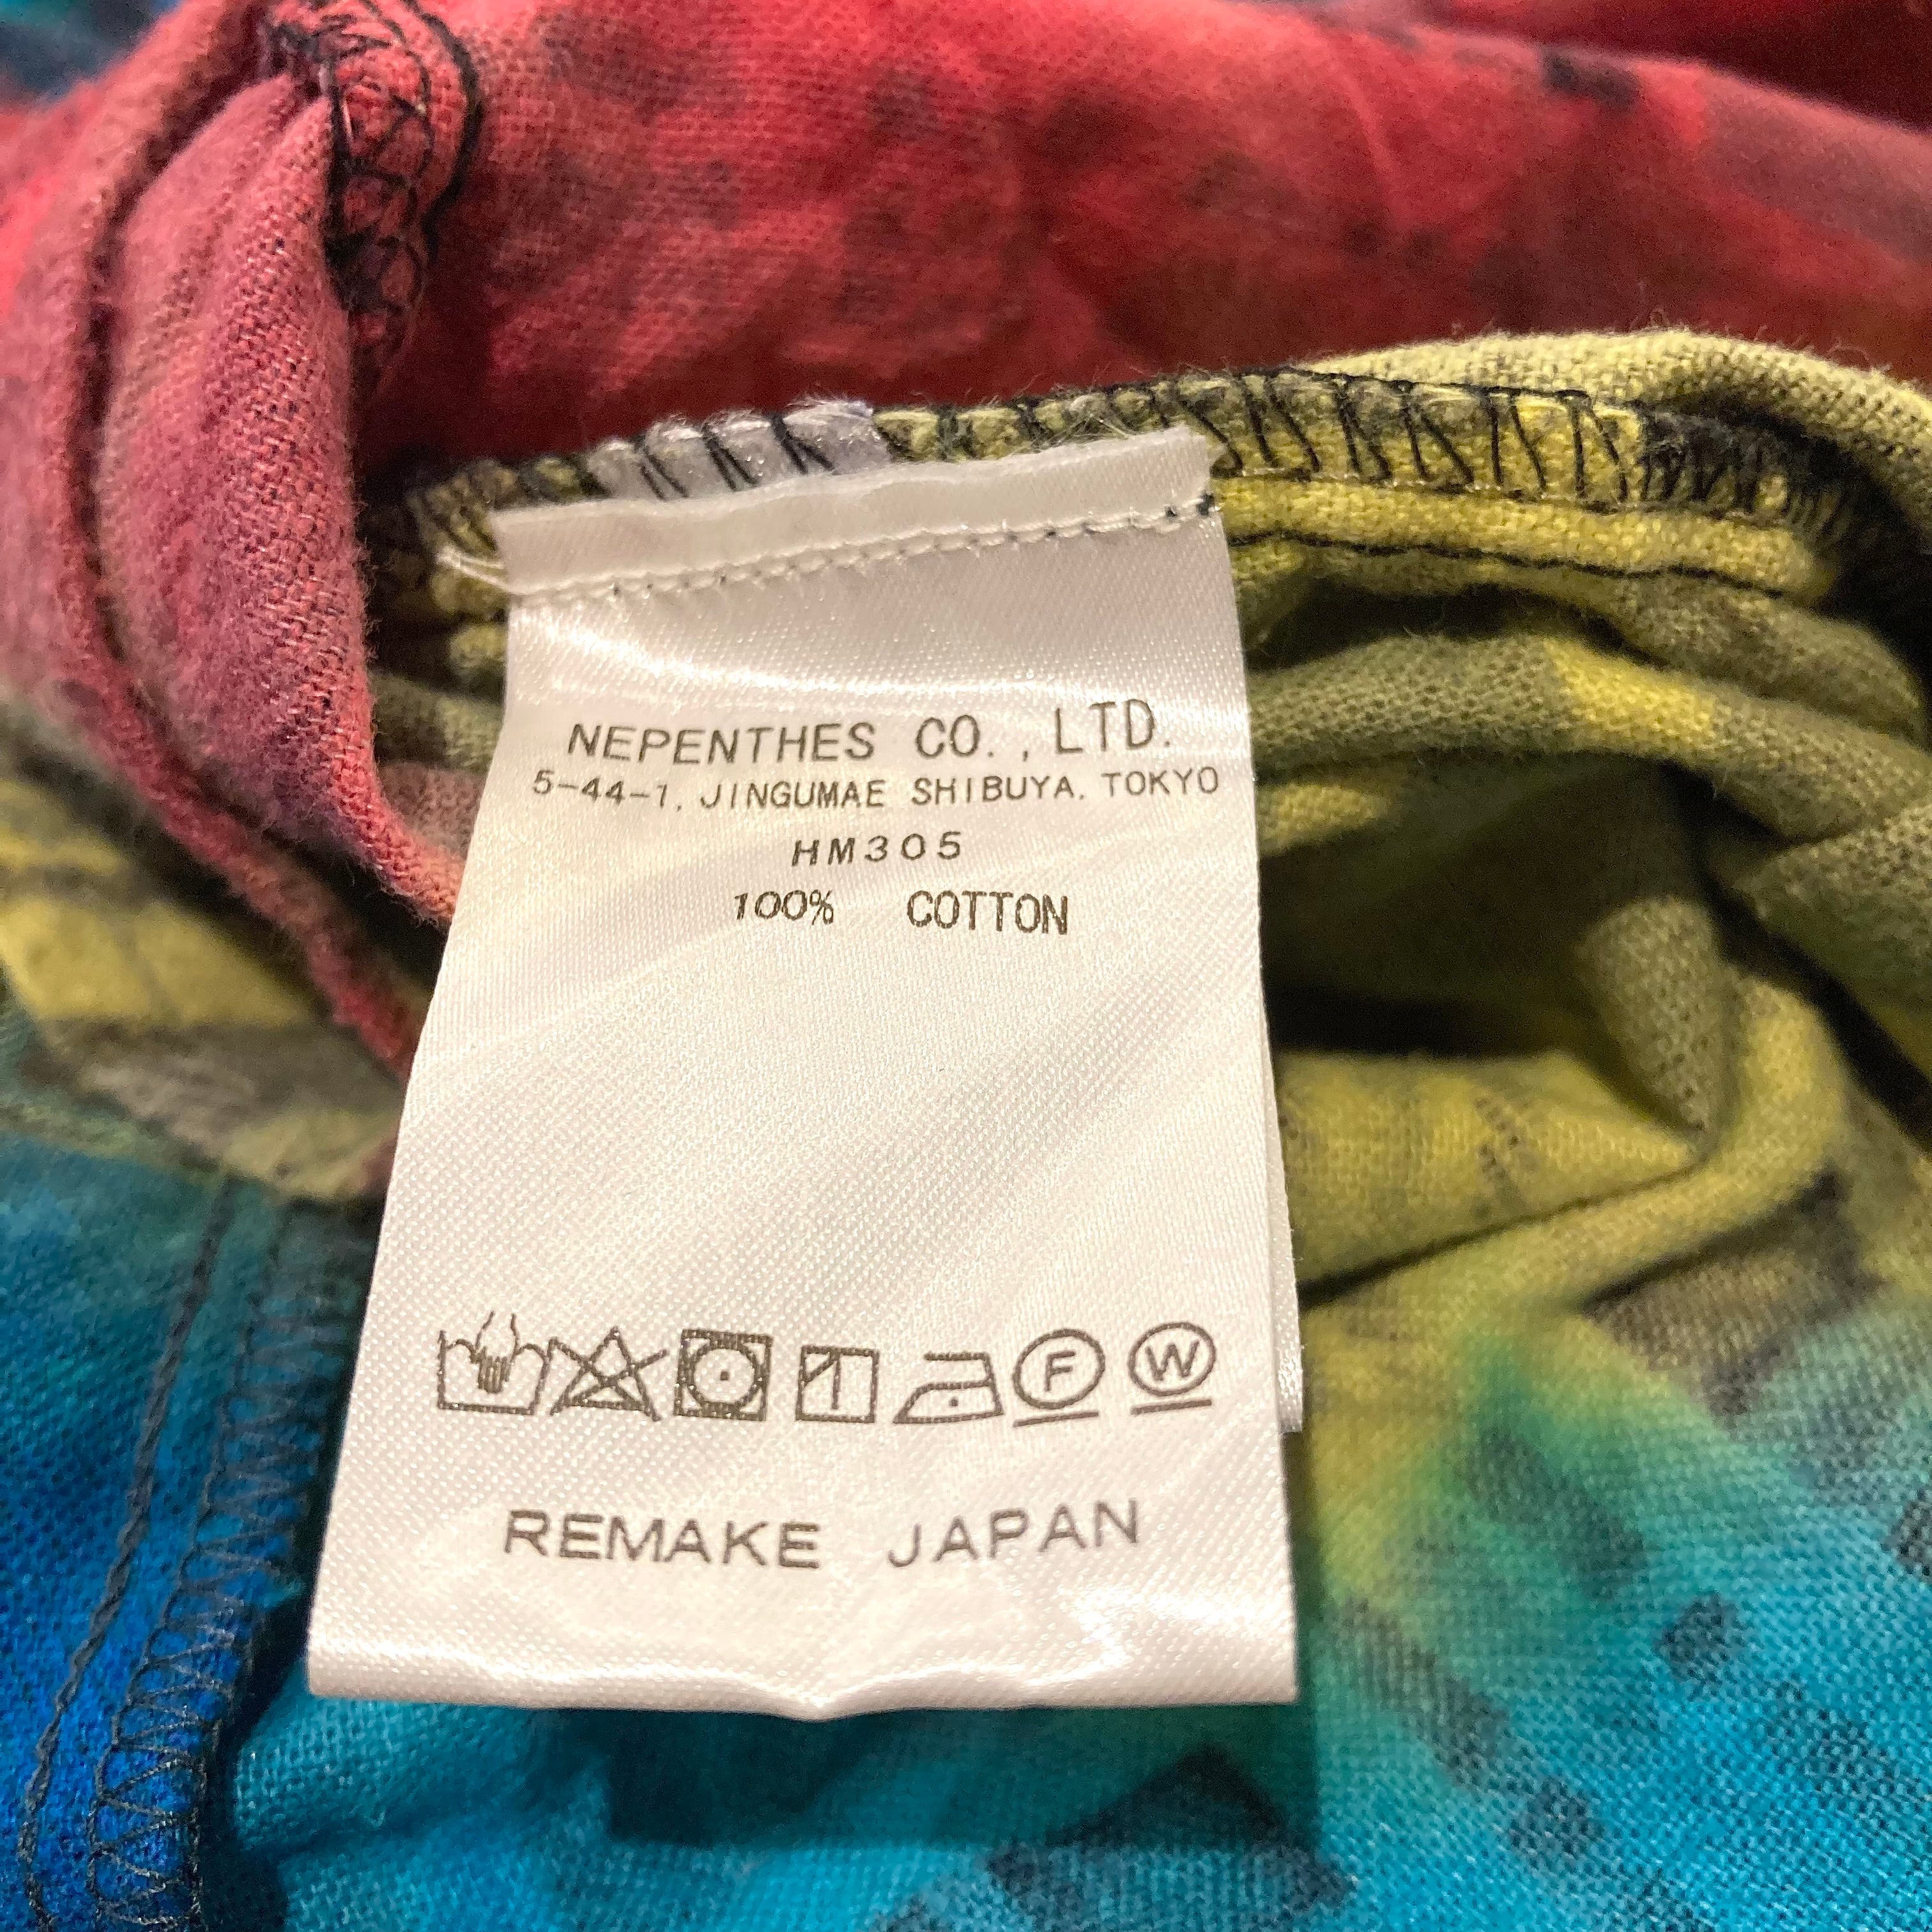 NEPENTHES CO., LTD.
5-44-1, JINGUMAE SHIBUYA, TOKYO
HM305
100% COTTON
F W
REMAKE JAPAN